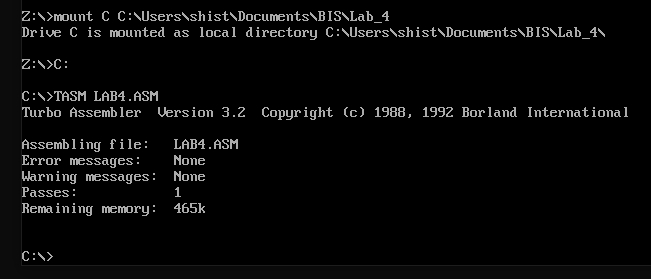 Z:\>mount C C:\Users\shist\Documents\BIS\Lab_4
Drive C is mounted as local directory C:\Users\shist\Documents\BIS\Lab_4\
Z:\>C:
C:\>TASM LAB4.ASM
Turbo Assembler  Version 3.2  Copyright (c) 1988, 1992 Borland International
Assembling file:   LAB4.ASM
Error messages:    None
Warning messages:  None
Passes:            1
Remaining memory:  465k
C:\>